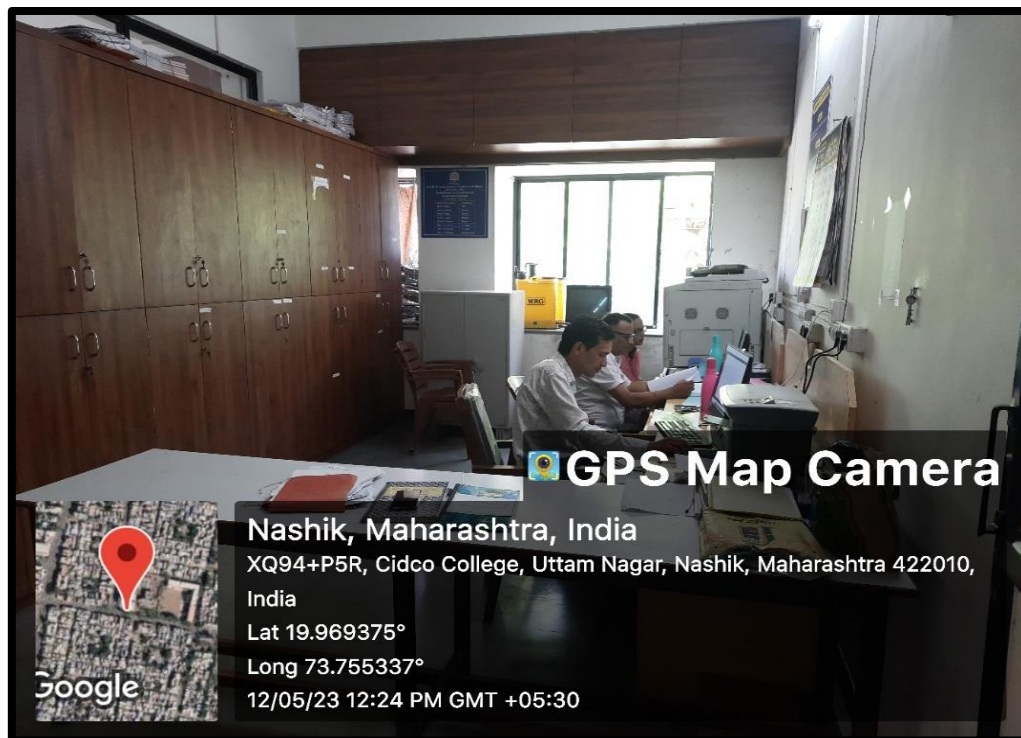 MRG
GPS Map Camera
Nashik, Maharashtra, India
XQ94+P5R, Cidco College, Uttam Nagar, Nashik, Maharashtra 422010,
India
Lat 19.969375°
Long 73.755337°
12/05/23 12:24 PM GMT +05:30
Google